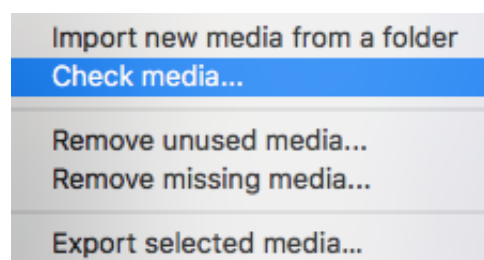 Import new media from a folder
Check media...
Remove unused media...
Remove missing media...
Export selected media...